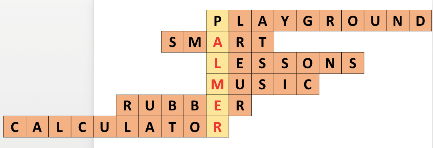 PLAYGROUND
SMART
LESSONS
MUSIC
RUBBER
CALCULATOR